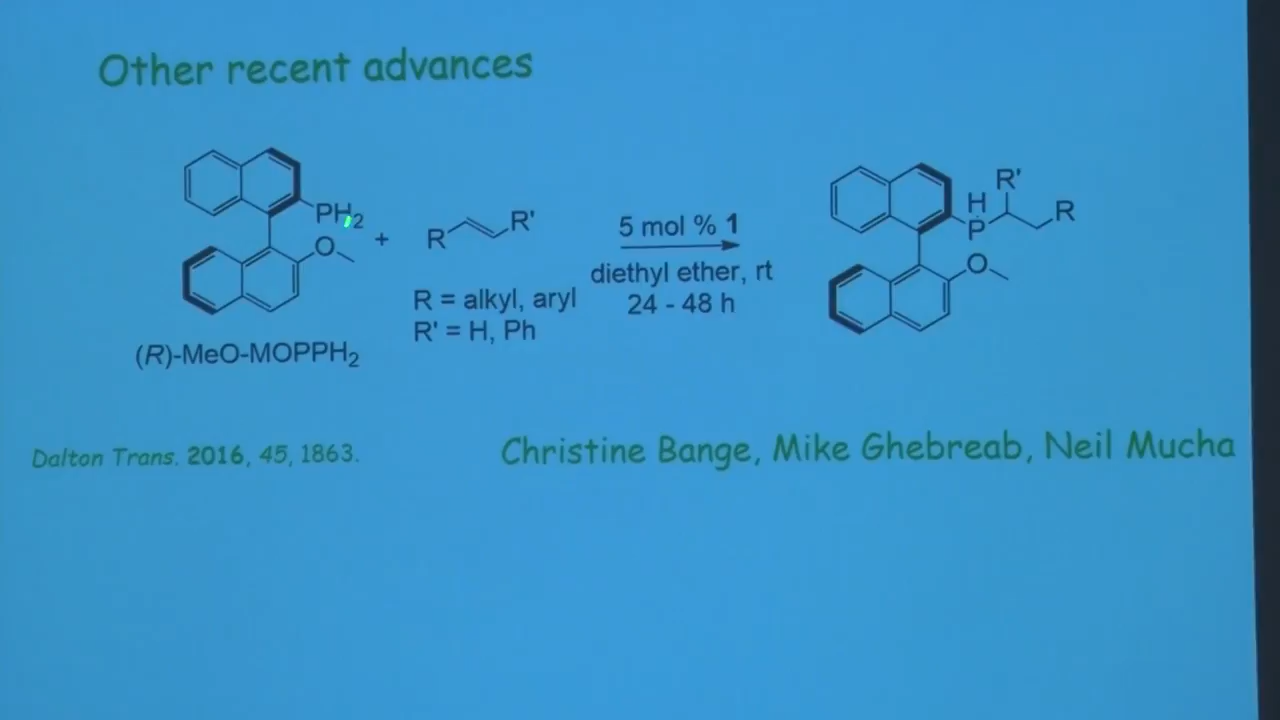 Other recent advances
PH2
O
+
R
R'
5 mol % 1
diethyl ether, rt
24 - 48 h
R = alkyl, aryl
R' = H, Ph
(R)-MeO-MOPPH2
R'
H
P
R
O
Dalton Trans. 2016, 45, 1863.
Christine Bange, Mike Ghebreab, Neil Mucha